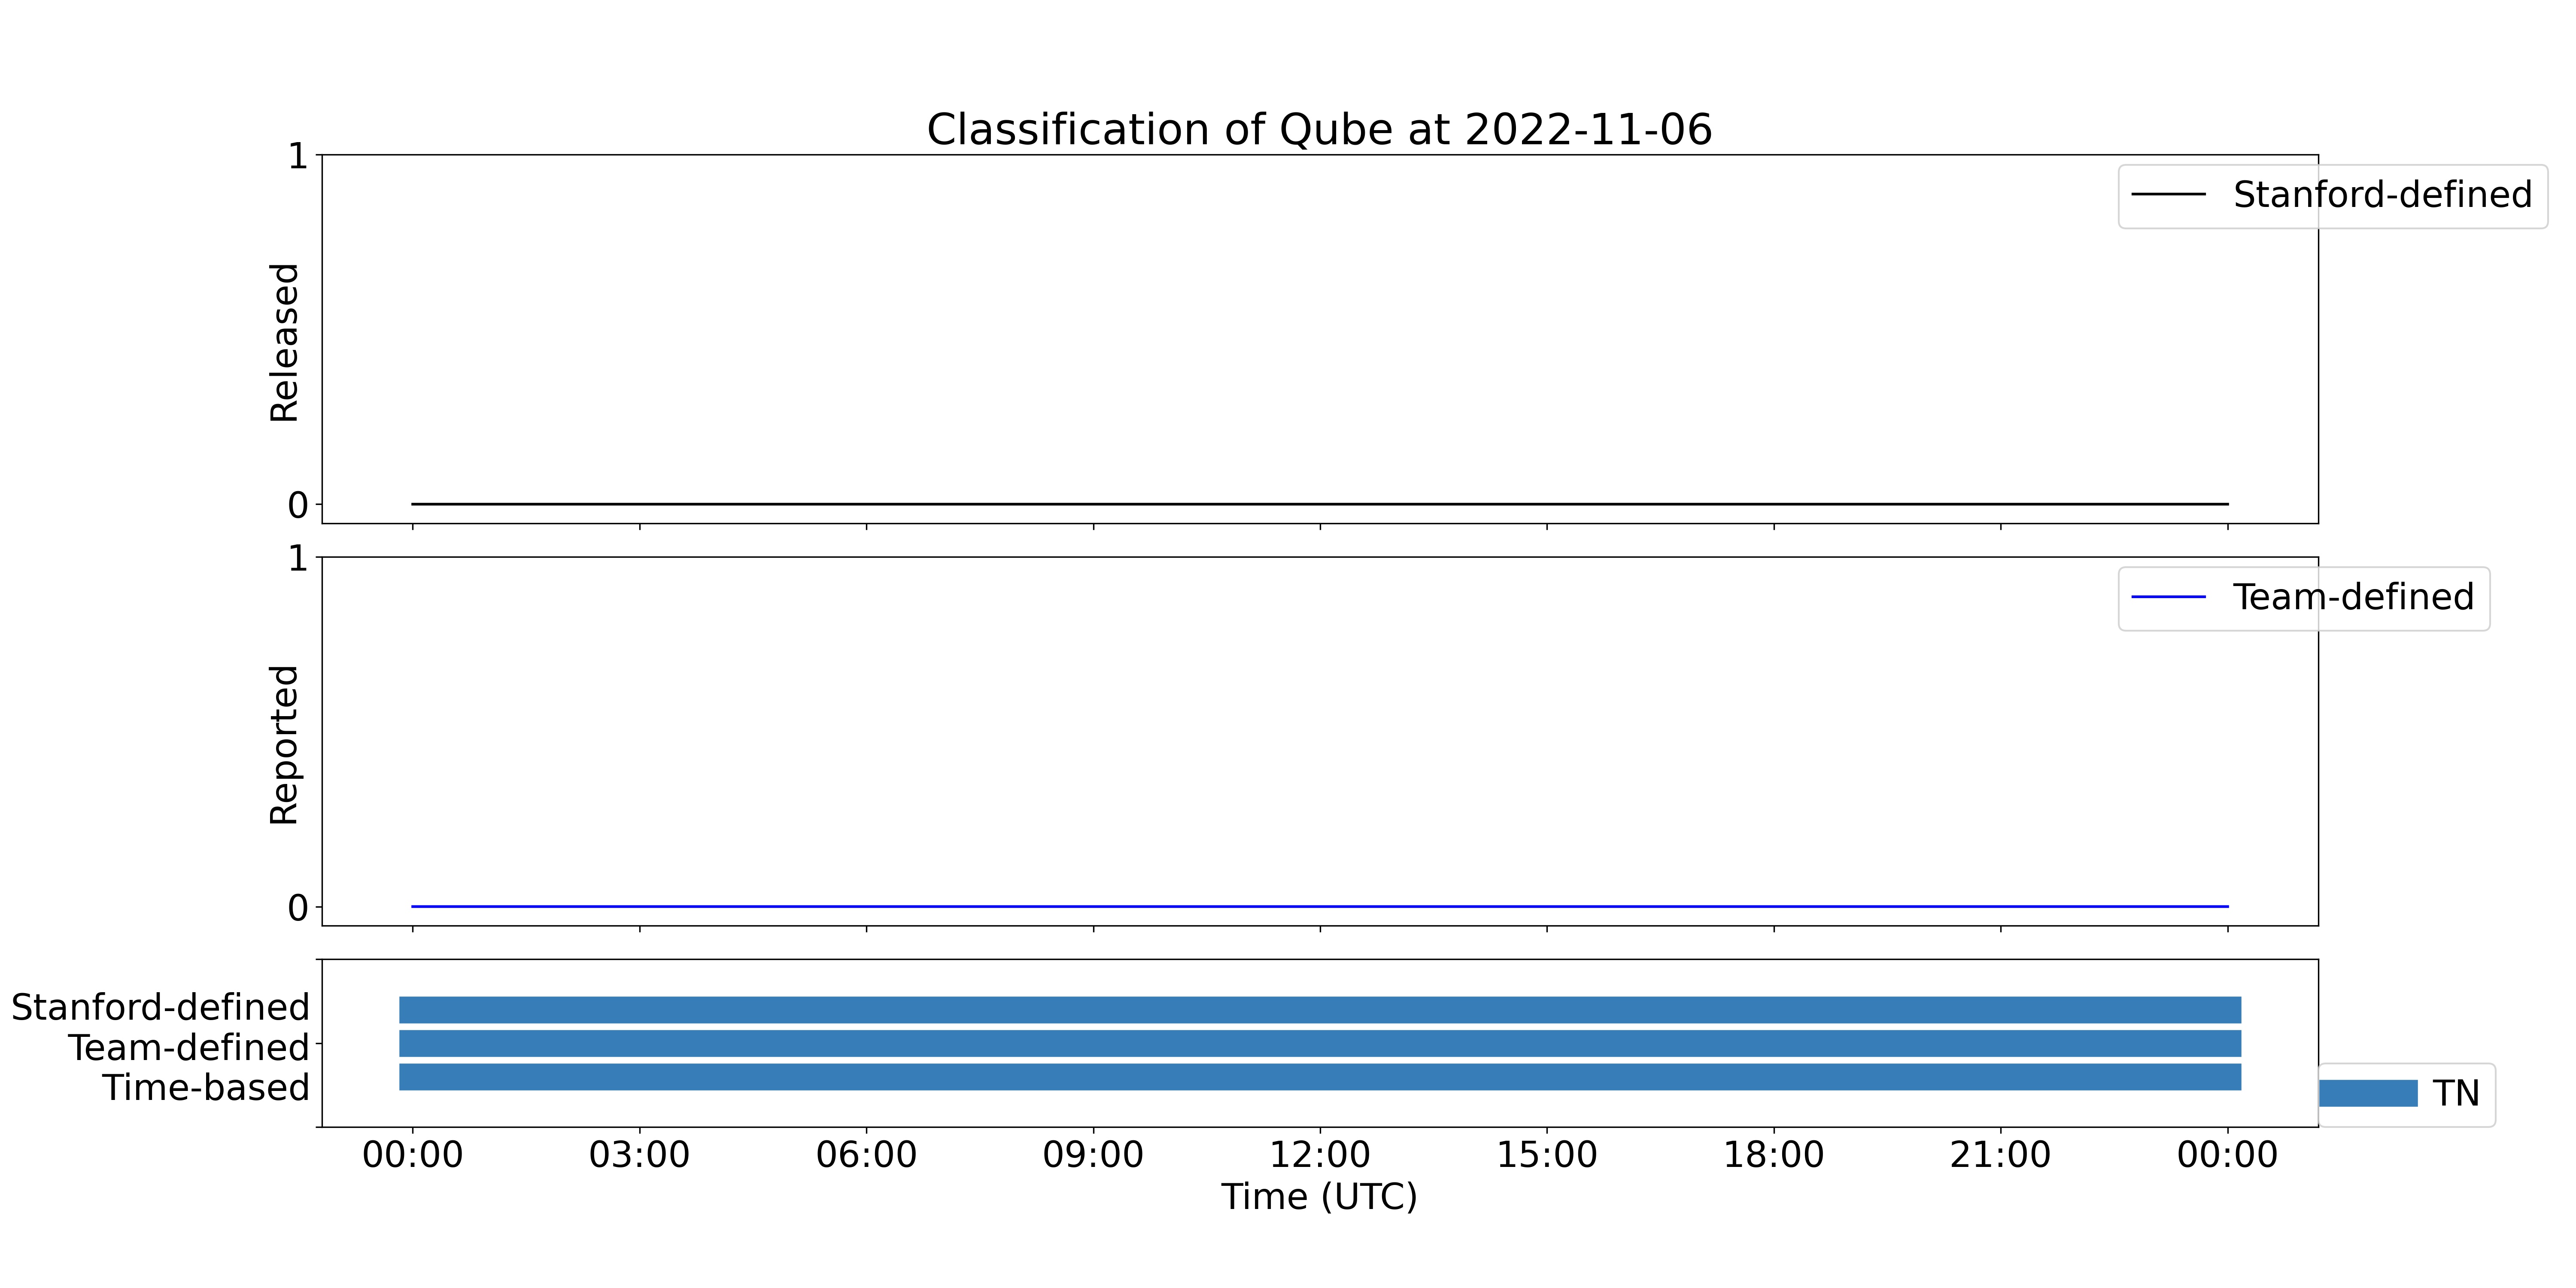 Classification of Qube at 2022-11-06
1
Stanford-defined
Released
0
1
Team-defined
Reported
0
Stanford-defined
Team-defined
Time-based
TN
00:00 03:00 06:00 09:00 12:00 15:00 18:00 21:00 00:00
Time (UTC)